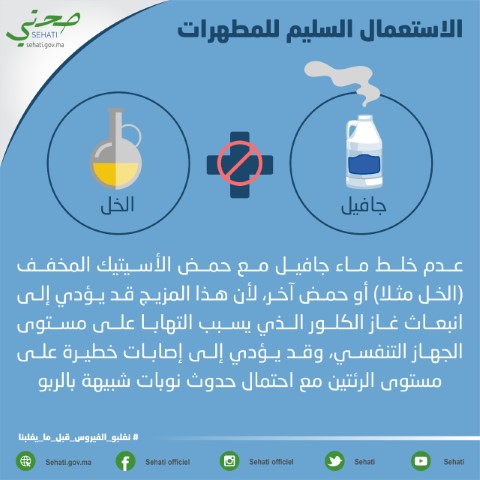 صحتي
SEHATI
sehati.gov.ma
الاستعمال السليم للمطهرات
جافيل
الخل
عدم خلط ماء جافيل مع حمض الأسيتيك المخفف
(الخل مثلا) أو حمض آخر، لأن هذا المزيج قد يؤدي إلى
انبعاث غاز الكلور الذي يسبب التهابا على مستوى
الجهاز التنفسي، وقد يؤدي إلى إصابات خطيرة على
مستوى الرئتين مع احتمال حدوث نوبات شبيهة بالربو
# نغلبو_الفيروس_قبل_ما_يغلبنا
Sehati.gov.ma
Sehati officiel
Sehati officiel
Sehati
Sehati